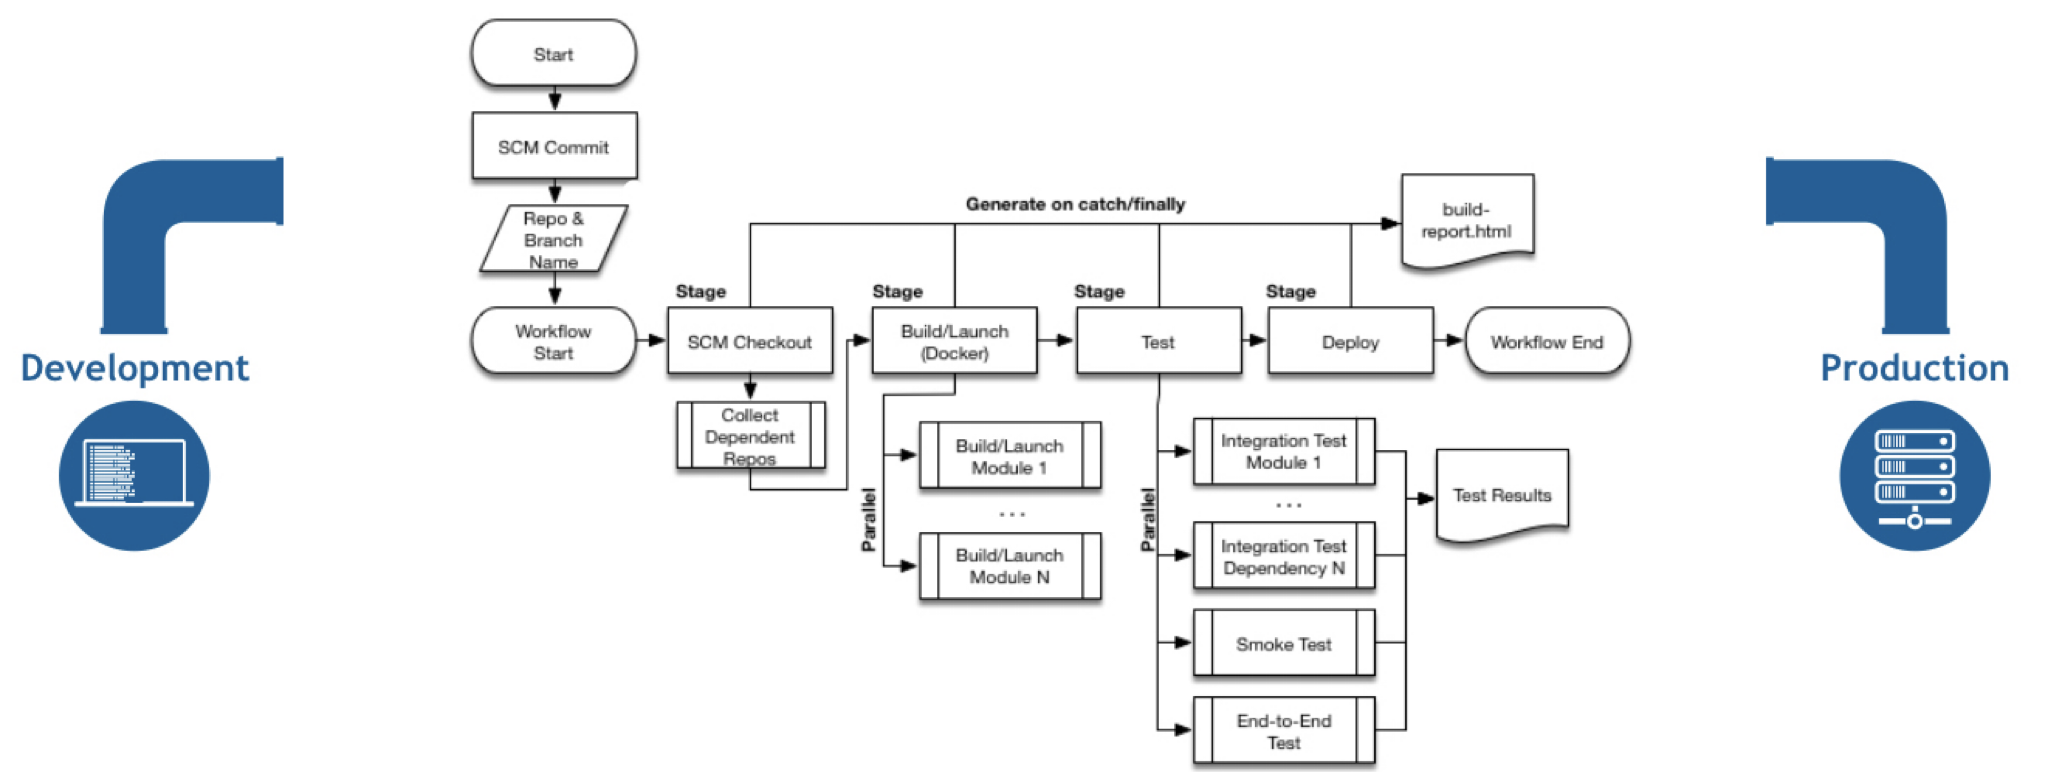 Start
SCM Commit
Repo &
Branch
Name
Workflow
Start
Development
Generate on catch/finally
build-
report.html
Stage
SCM Checkout
Collect
Dependent
Repos
Stage
Build/Launch
(Docker)
Parallel
Build/Launch
Module 1
...
Build/Launch
Module N
Stage
Test
Parallel
Integration Test
Module 1
...
Integration Test
Dependency N
Smoke Test
End-to-End
Test
Test Results
Stage
Deploy
Workflow End
Production